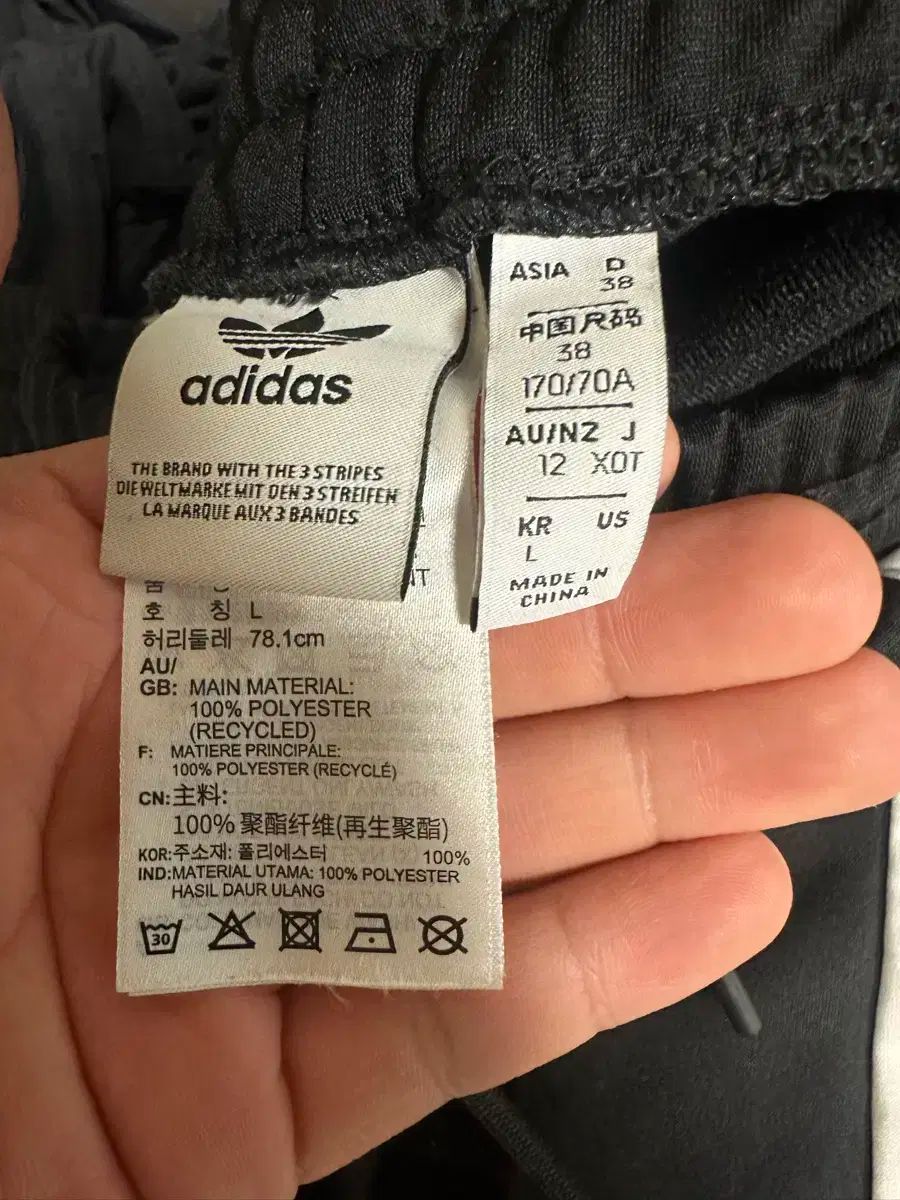 adidas
THE BRAND WITH THE 3 STRIPES
DIE WELTMARKE MIT DEN 3 STREIFEN
LA MARQUE AUX 3 BANDES
ASIA D
38
中国尺码
38
170/70A
AU/NZ J
12 XOT
KR US
L
MADE IN
CHINA
호 칭 L
허리둘레 78.1cm
AU/
GB: MAIN MATERIAL:
100% POLYESTER
(RECYCLED)
F: MATIERE PRINCIPALE:
100% POLYESTER (RECYCLÉ)
CN:主料:
100% 聚酯纤维(再生聚酯)
KOR:주소재: 폴리에스터 100%
IND:MATERIAL UTAMA: 100% POLYESTER
HASIL DAUR ULANG
30